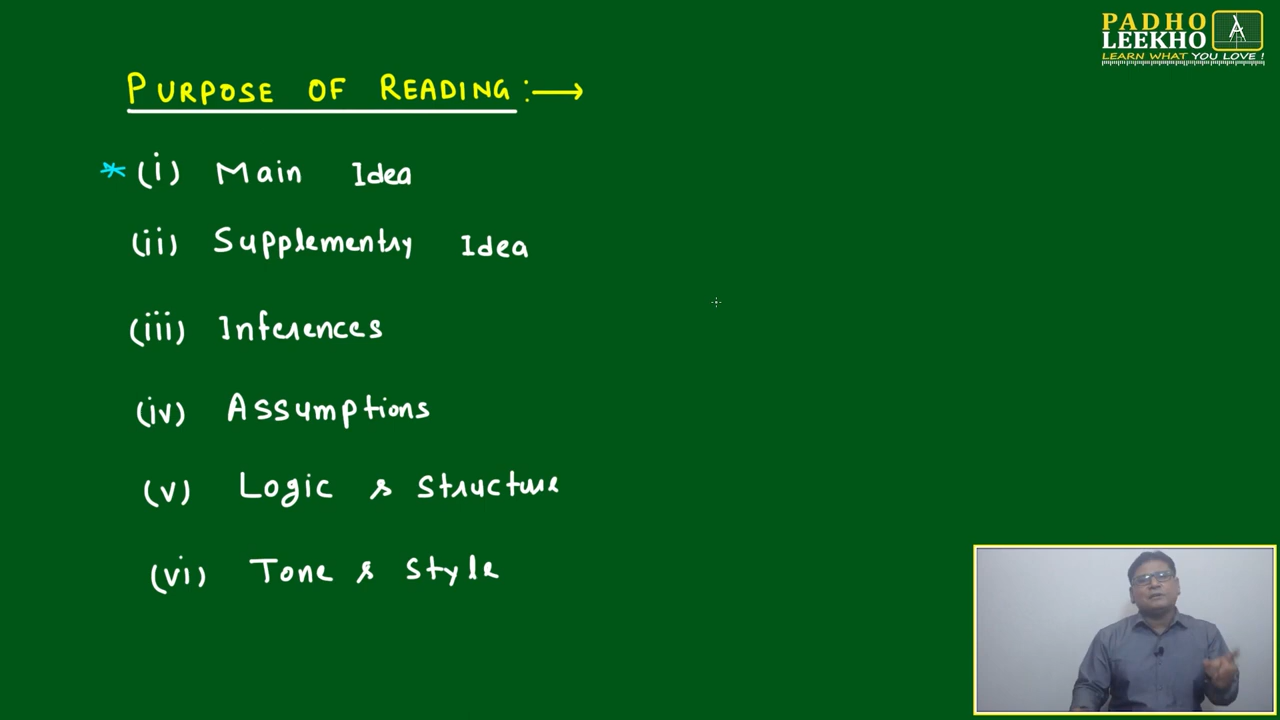 PADHO
LEEKHO
LEARN WHAT YOU LOVE !
PURPOSE OF READING :→
* (i) Main Idea
(ii) Supplementry Idea
(iii) Inferences
(iv) Assumptions
(v) Logic & Structure
(vi) Tone & Style